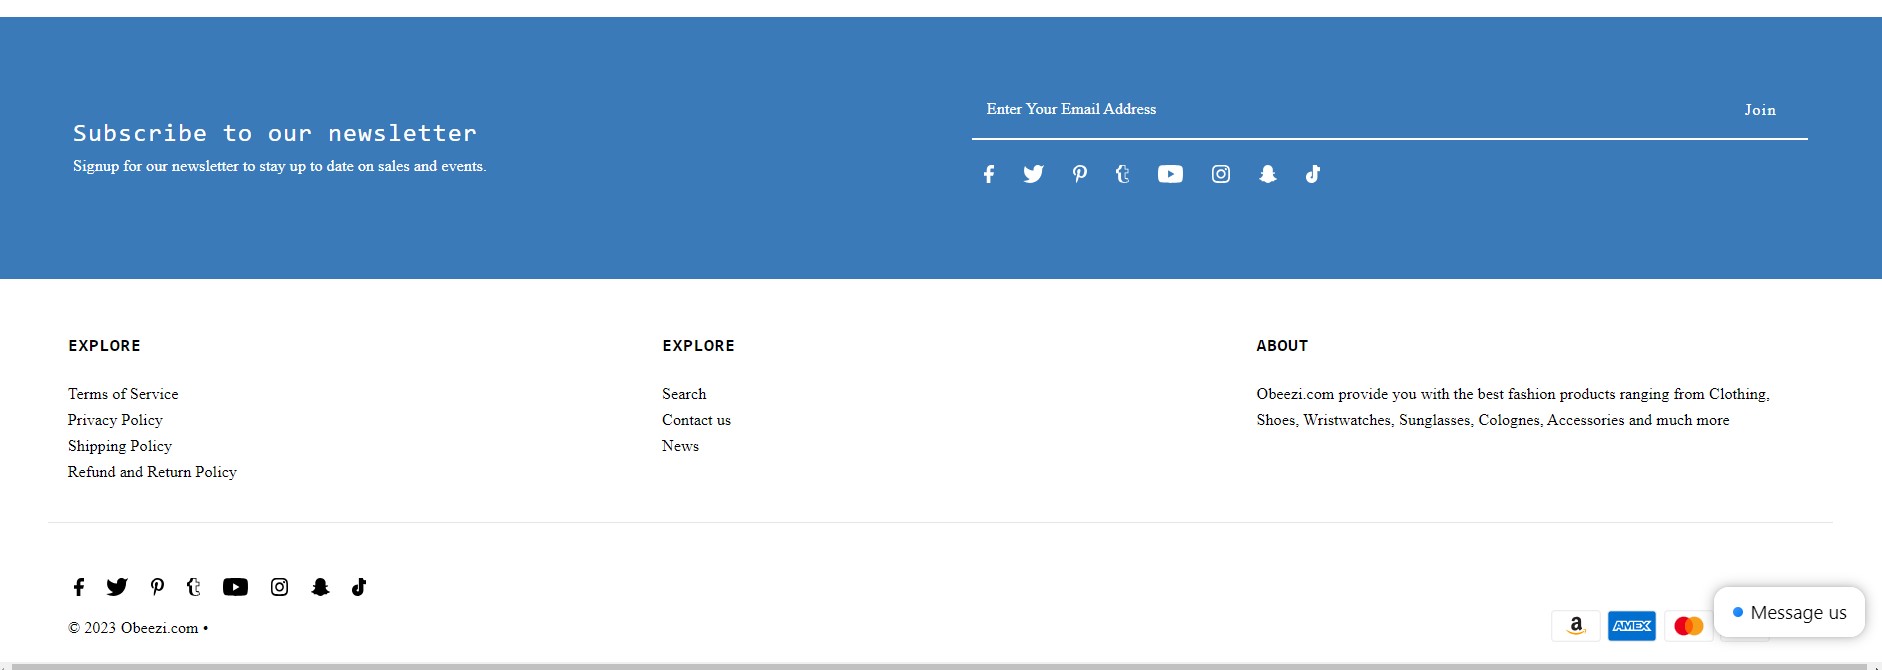 Subscribe to our newsletter
Signup for our newsletter to stay up to date on sales and events.
Enter Your Email Address
Join
EXPLORE
Terms of Service
Privacy Policy
Shipping Policy
Refund and Return Policy
EXPLORE
Search
Contact us
News
ABOUT
Obeezi.com provide you with the best fashion products ranging from Clothing,
Shoes, Wristwatches, Sunglasses, Colognes, Accessories and much more
© 2023 Obeezi.com •
a
AMEX
Message us